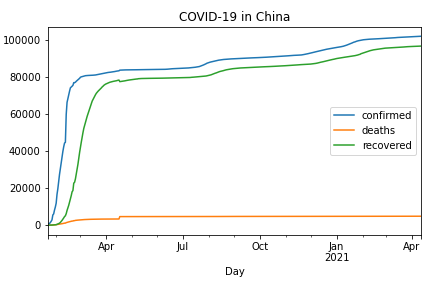 COVID-19 in China
100000
80000
60000
40000
20000
0
confirmed
deaths
recovered
Apr Jul Oct Jan Apr
2021
Day